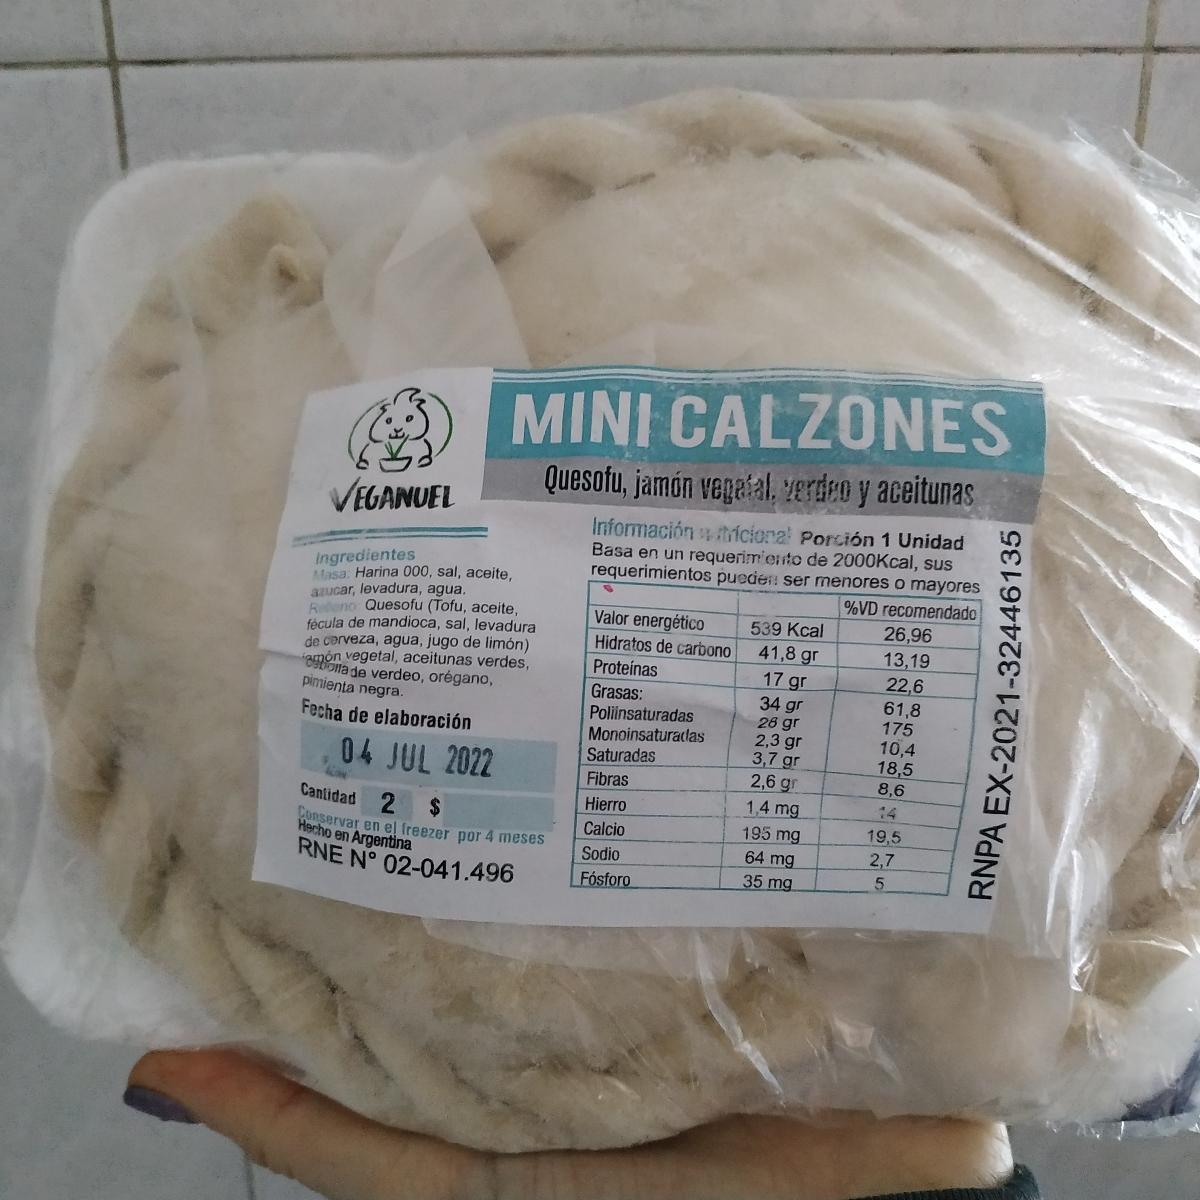 MINI CALZONES
Quesofu, jamón vegetal, verdeo y aceitunas
VEGANUEL
Ingredientes
Masa: Harina 000, sal, aceite,
azucar, levadura, agua.
Relleno: Quesofu (Tofu, aceite,
fécula de mandioca, sal, levadura
de cerveza, agua, jugo de limón)
jamón vegetal, aceitunas verdes,
cebolla de verdeo, orégano,
pimienta negra.
Fecha de elaboración
04 JUL 2022
Cantidad 2 $
Conservar en el freezer por 4 meses
Hecho en Argentina
RNE N° 02-041.496
Información nutricional Porción 1 Unidad
Basa en un requerimiento de 2000Kcal, sus
requerimientos pueden ser menores o mayores
%VD recomendado
Valor energético 539 Kcal 26,96
Hidratos de carbono 41,8 gr 13,19
Proteínas 17 gr 22,6
Grasas: 34 gr 61,8
Poliinsaturadas 28 gr 175
Monoinsaturadas 2,3 gr 10,4
Saturadas 3,7 gr 18,5
Fibras 2,6 gr 8,6
Hierro 1,4 mg 14
Calcio 195 mg 19,5
Sodio 64 mg 2,7
Fósforo 35 mg 5
RNPA EX-2021-32446135